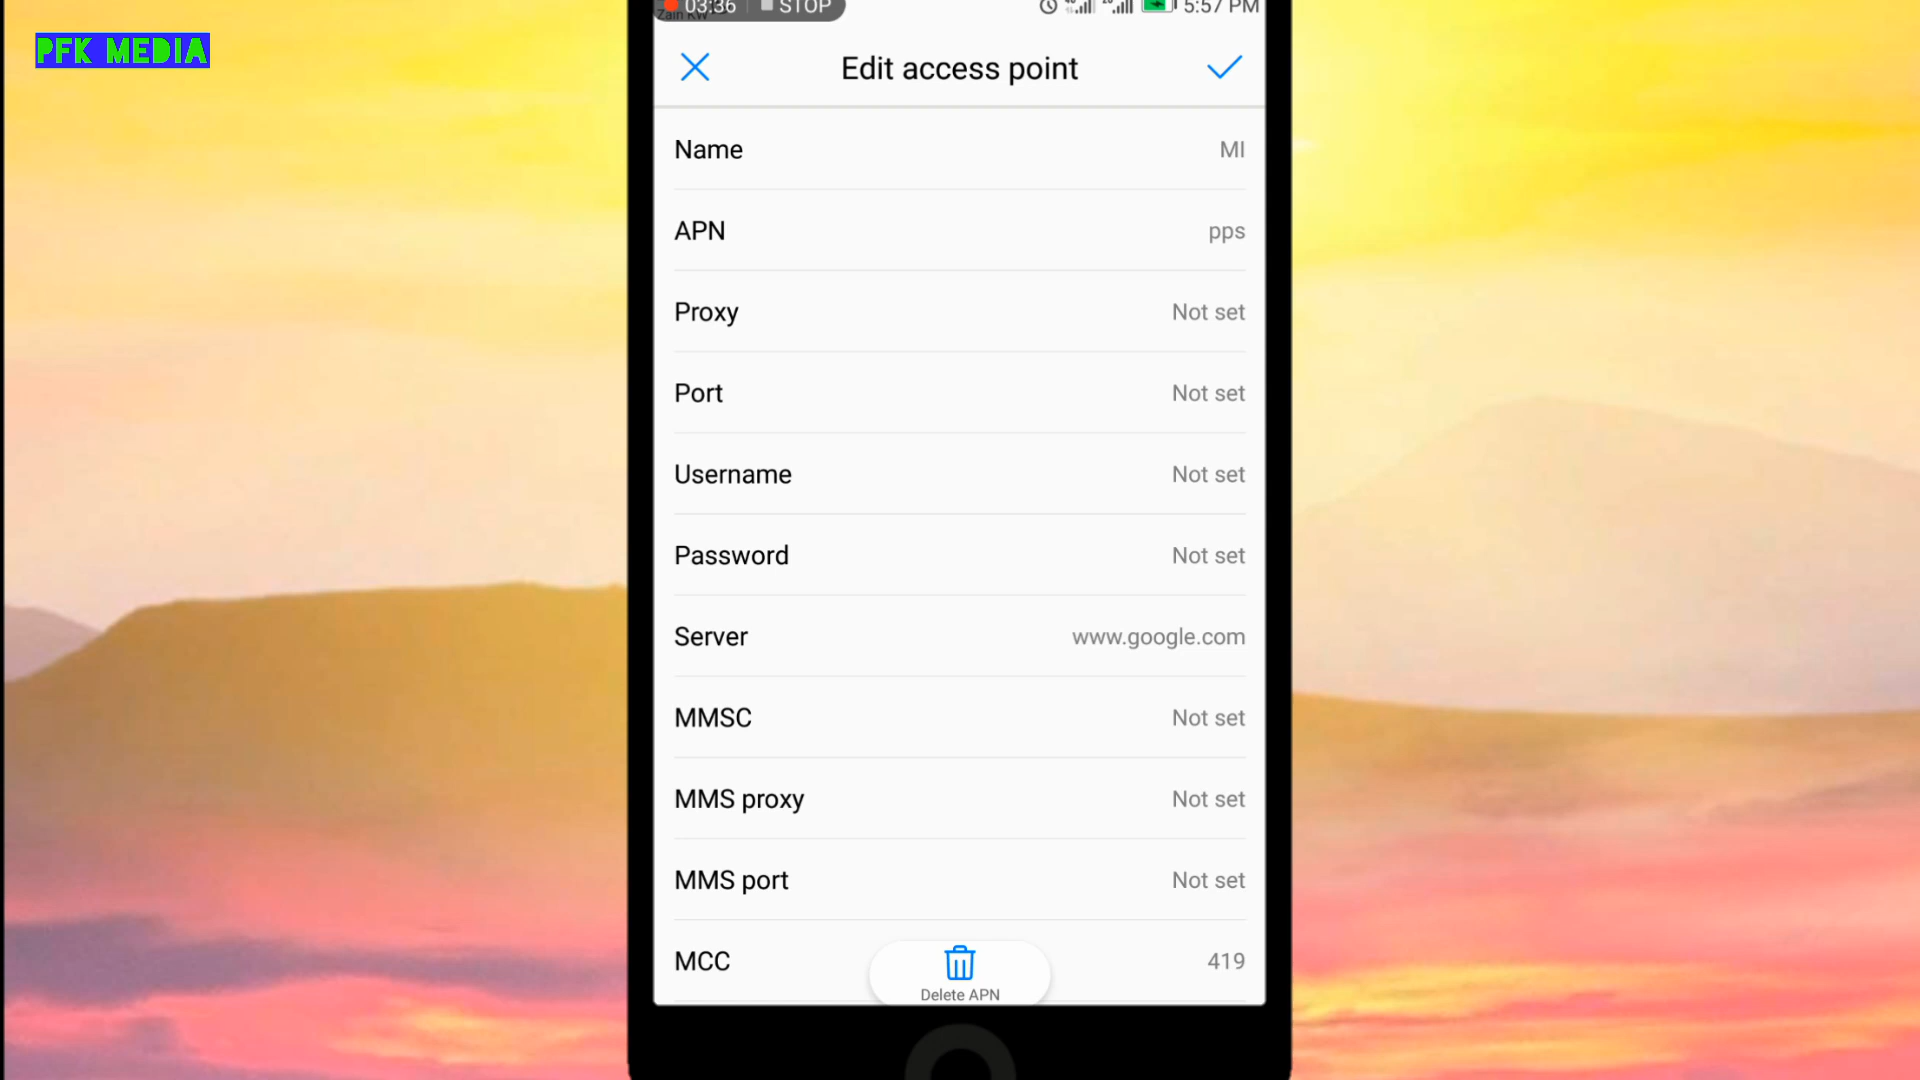 PFK MEDIA
03:36 STOP
Zain KW
5:57 PM
Edit access point
Name MI
APN pps
Proxy Not set
Port Not set
Username Not set
Password Not set
Server www.google.com
MMSC Not set
MMS proxy Not set
MMS port Not set
MCC 419
Delete APN